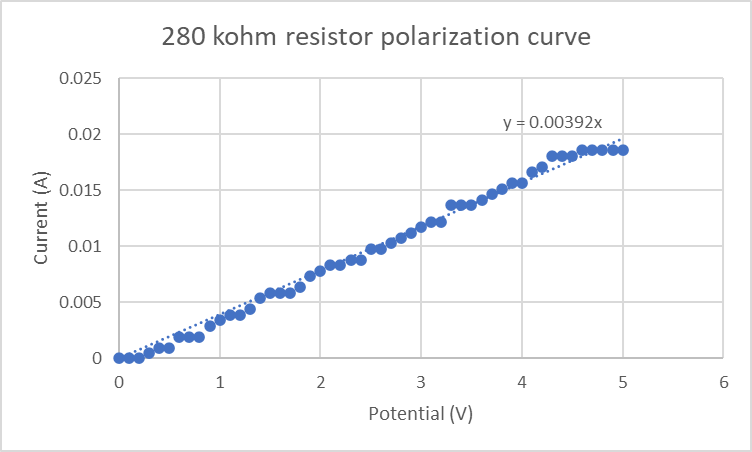 280 kohm resistor polarization curve
0.025
0.02
0.015
0.01
0.005
0
y = 0.00392x
Current (A)
0 1 2 3 4 5 6
Potential (V)